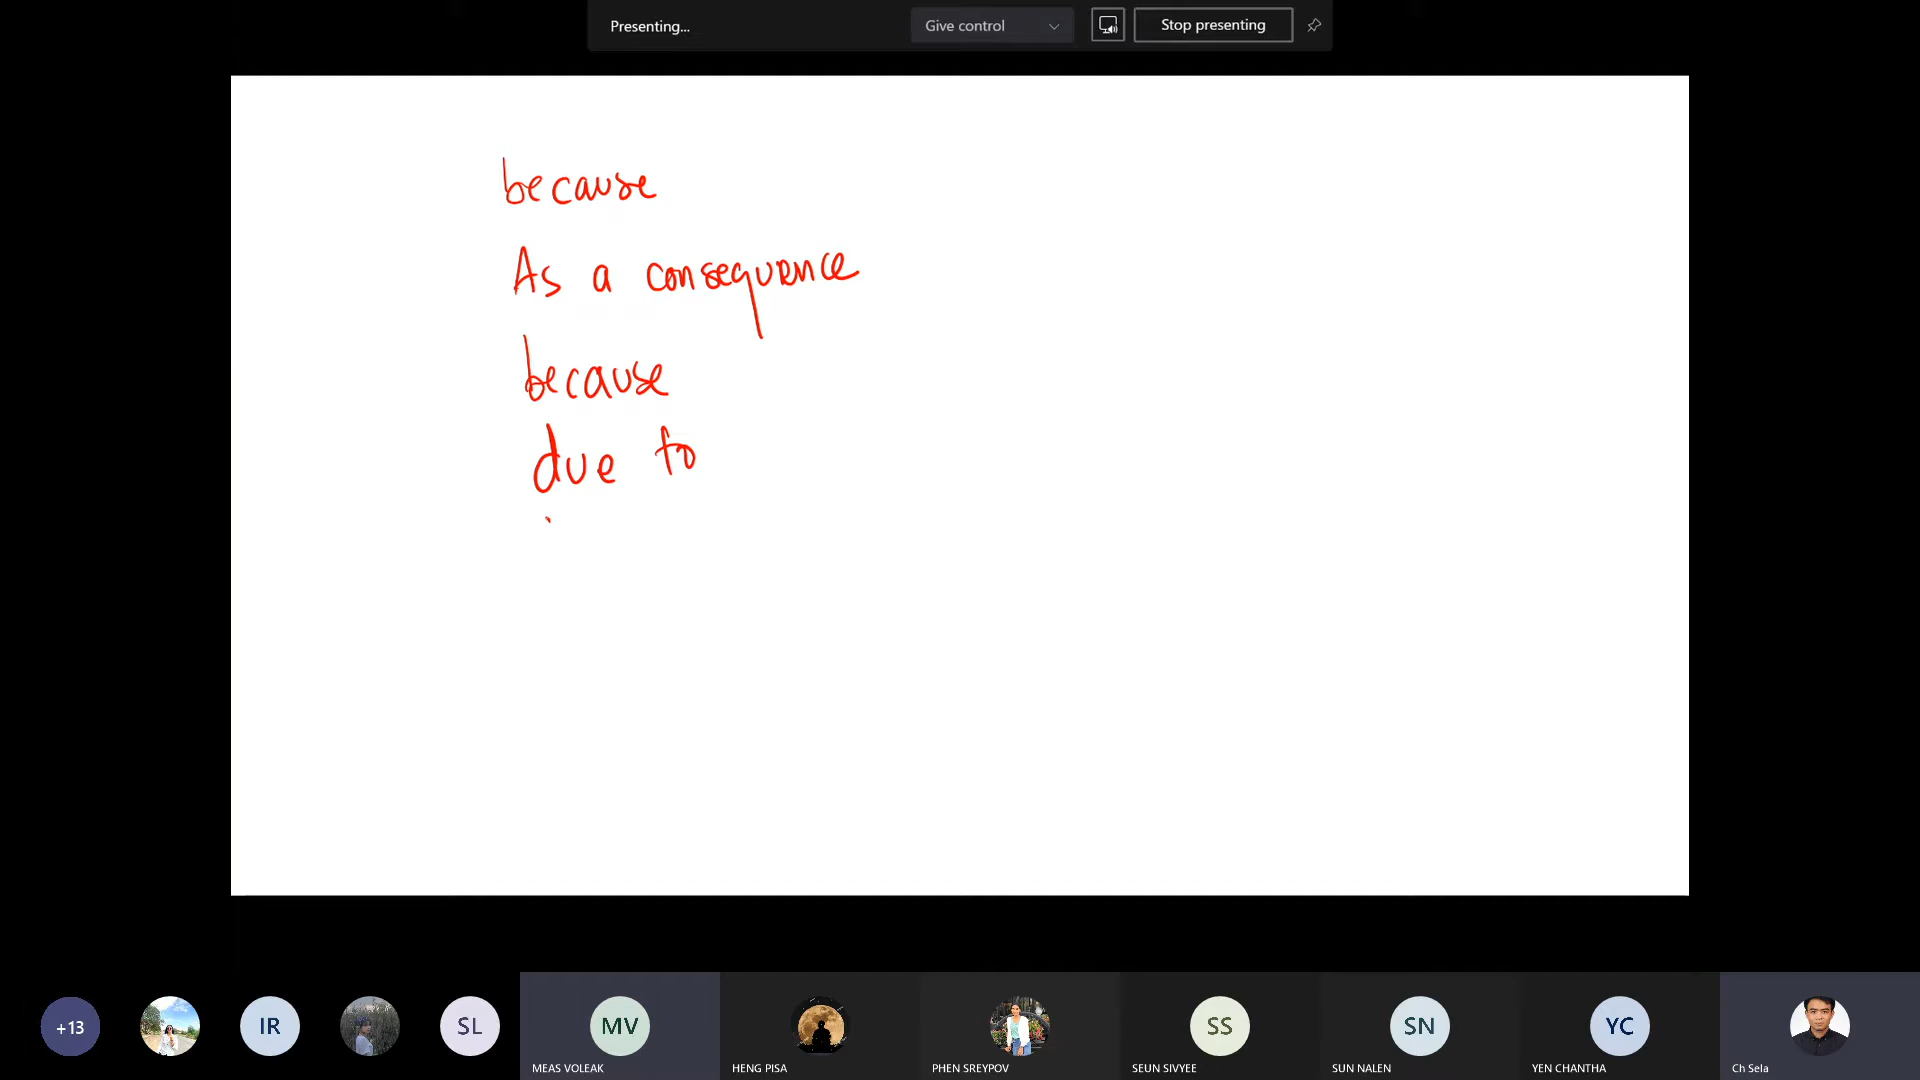 Presenting... Give control Stop presenting
because
As a consequence
because
due to
+13 IR SL MV SS SN YC
MEAS VOLEAK HENG PISA PHEN SREYPOV SEUN SIVYEE SUN NALEN YEN CHANTHA Ch Sela